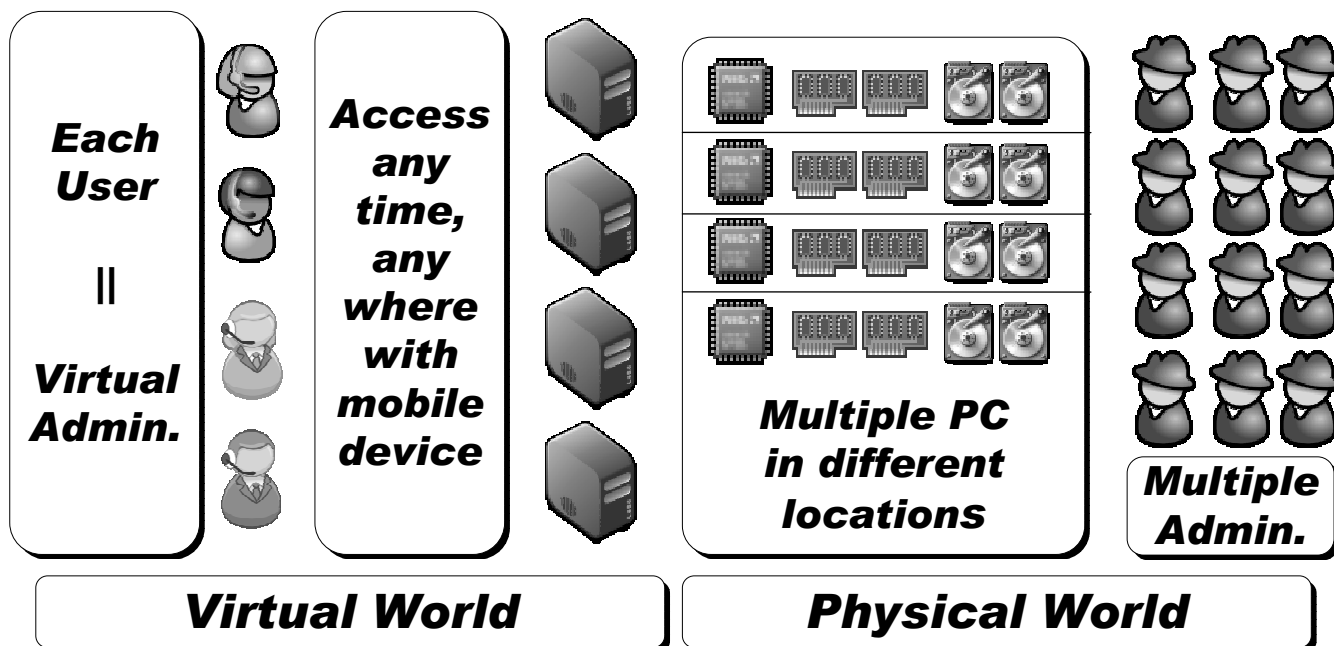 Each
User
||
Virtual
Admin.
Access
any
time,
any
where
with
mobile
device
Multiple PC
in different
locations
Multiple
Admin.
Virtual World
Physical World